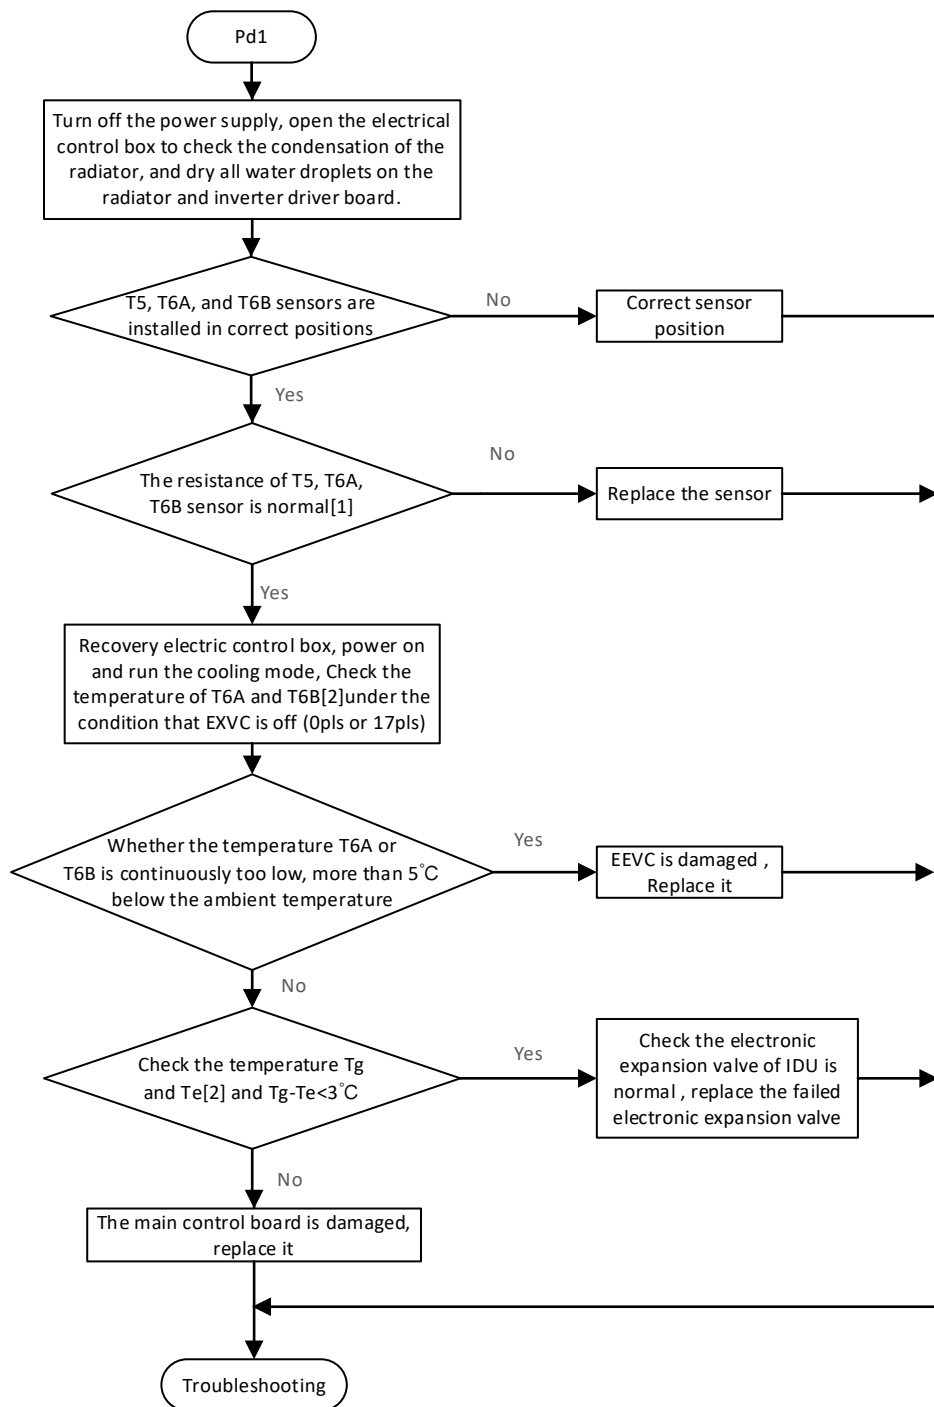 Pd1
Turn off the power supply, open the electrical
control box to check the condensation of the
radiator, and dry all water droplets on the
radiator and inverter driver board.
T5, T6A, and T6B sensors are
installed in correct positions
No
Correct sensor
position
Yes
The resistance of T5, T6A,
T6B sensor is normal[1]
No
Replace the sensor
Yes
Recovery electric control box, power on
and run the cooling mode, Check the
temperature of T6A and T6B[2]under the
condition that EXVC is off (0pls or 17pls)
Whether the temperature T6A or
T6B is continuously too low, more than 5℃
below the ambient temperature
Yes
EEVC is damaged ,
Replace it
No
Check the temperature Tg
and Te[2] and Tg-Te<3℃
Yes
Check the electronic
expansion valve of IDU is
normal , replace the failed
electronic expansion valve
No
The main control board is damaged,
replace it
Troubleshooting